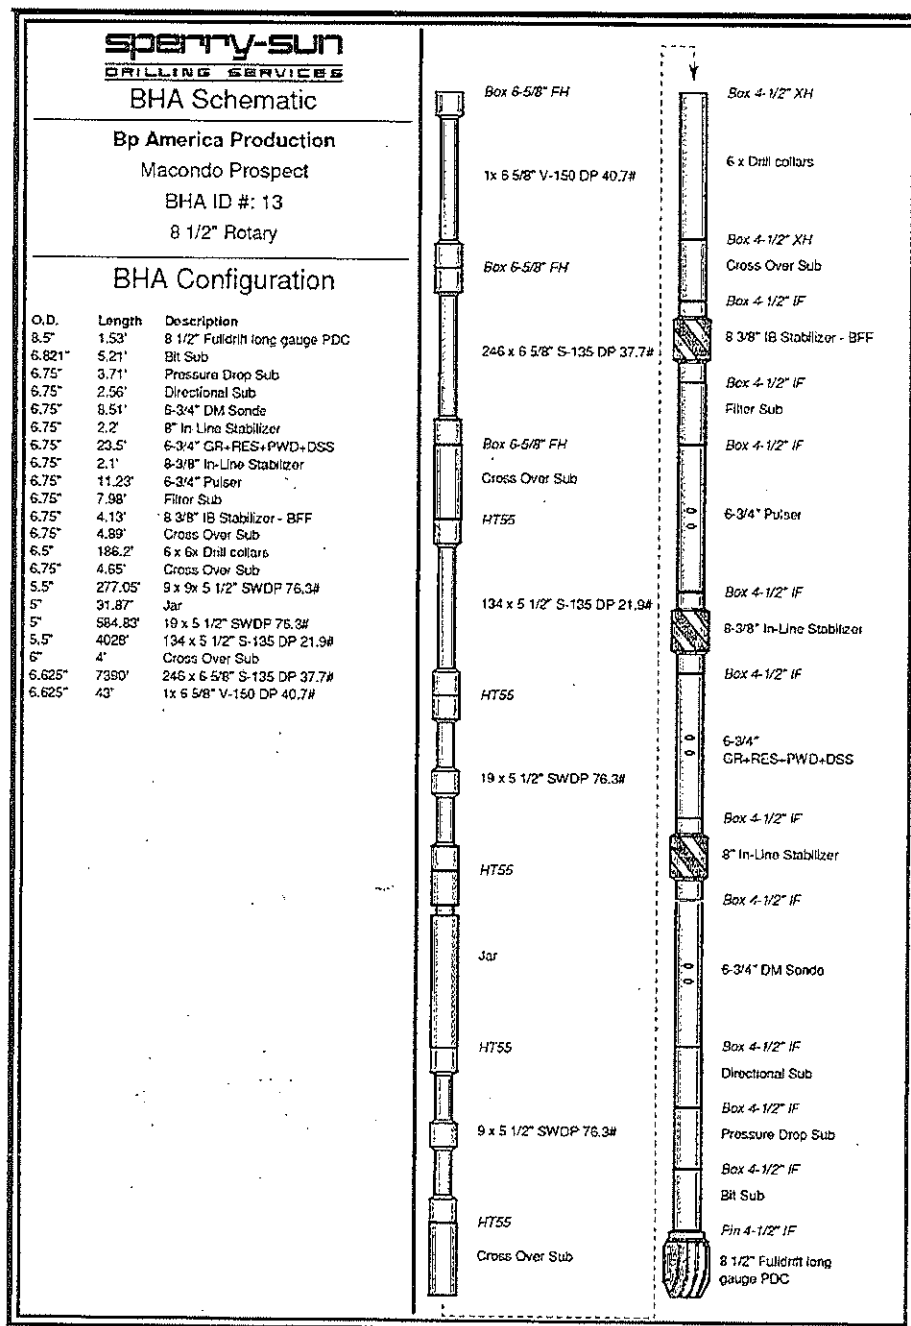 sperry-sun
DRILLING SERVICES
BHA Schematic
Bp America Production
Macondo Prospect
BHA ID #: 13
8 1/2" Rotary
BHA Configuration
O.D. Length Description
8.5" 1.53' 8 1/2" Fulldrift long gauge PDC
6.821" 5.21' Bit Sub
6.75" 3.71' Pressure Drop Sub
6.75" 2.56' Directional Sub
6.75" 8.51' 6-3/4" DM Sonde
6.75" 2.2' 8" In-Line Stabilizer
6.75" 23.5' 6-3/4" GR+RES+PWD+DSS
6.75" 2.1' 8-3/8" In-Line Stabilizer
6.75" 11.23' 6-3/4" Pulser
6.75" 7.98' Filter Sub
6.75" 4.13' 8 3/8" IB Stabilizer - BFF
6.75" 4.89' Cross Over Sub
6.5" 186.2' 6 x 6x Drill collars
6.75" 4.65' Cross Over Sub
5.5" 277.05' 9 x 9x 5 1/2" SWDP 76.3#
5" 31.87' Jar
5" 584.83' 19 x 5 1/2" SWDP 76.3#
5.5" 4028' 134 x 5 1/2" S-135 DP 21.9#
6" 4' Cross Over Sub
6.625" 7390' 246 x 6 5/8" S-135 DP 37.7#
6.625" 43' 1x 6 5/8" V-150 DP 40.7#
Box 6-5/8" FH
1x 6 5/8" V-150 DP 40.7#
Box 6-5/8" FH
246 x 6 5/8" S-135 DP 37.7#
Box 6-5/8" FH
Cross Over Sub
HT55
134 x 5 1/2" S-135 DP 21.9#
HT55
19 x 5 1/2" SWDP 76.3#
HT55
Jar
HT55
9 x 5 1/2" SWDP 76.3#
HT55
Cross Over Sub
Box 4-1/2" XH
6 x Drill collars
Box 4-1/2" XH
Cross Over Sub
Box 4-1/2" IF
8 3/8" IB Stabilizer - BFF
Box 4-1/2" IF
Filter Sub
Box 4-1/2" IF
6-3/4" Pulser
Box 4-1/2" IF
8-3/8" In-Line Stabilizer
Box 4-1/2" IF
6-3/4"
GR+RES+PWD+DSS
Box 4-1/2" IF
8" In-Line Stabilizer
Box 4-1/2" IF
6-3/4" DM Sonde
Box 4-1/2" IF
Directional Sub
Box 4-1/2" IF
Pressure Drop Sub
Box 4-1/2" IF
Bit Sub
Pin 4-1/2" IF
8 1/2" Fulldrift long
gauge PDC